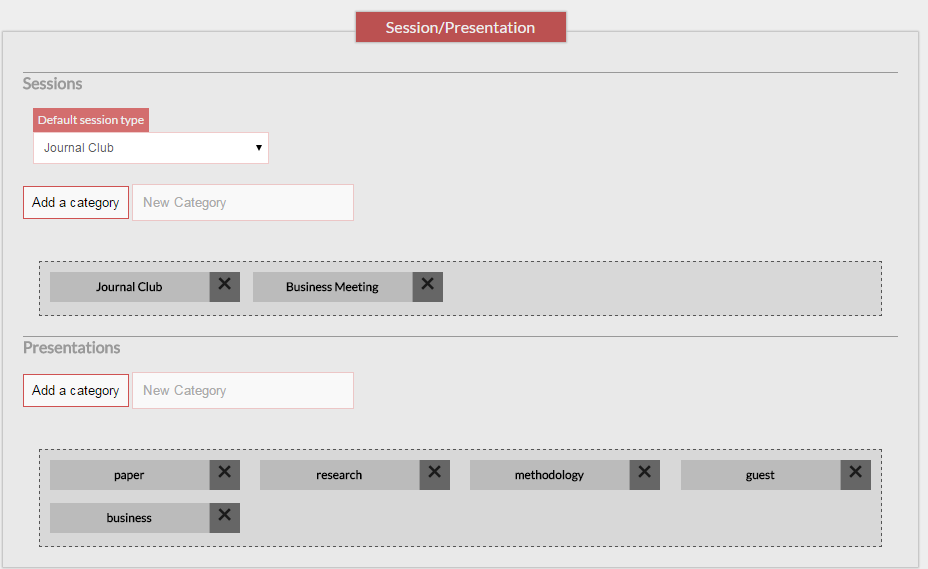 Session/Presentation
Sessions
Default session type
Journal Club
Add a category New Category
Journal Club ✕ Business Meeting ✕
Presentations
Add a category New Category
paper ✕ research ✕ methodology ✕ guest ✕
business ✕